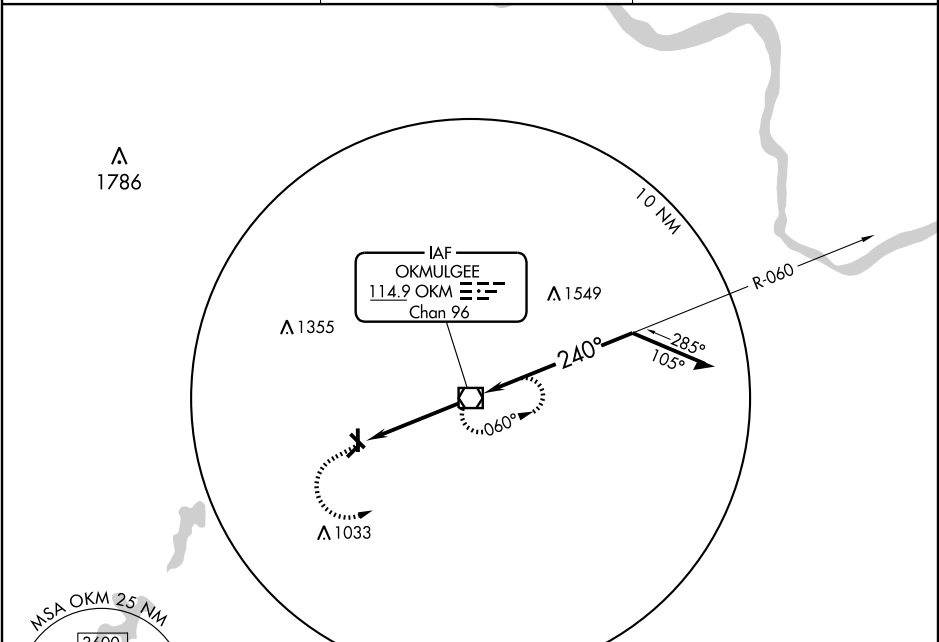 1786
10 NM
IAF
OKMULGEE
114.9 OKM
Chan 96
1549
1355
R-060
285°
105°
240°
060°
1033
MSA OKM 25 NM